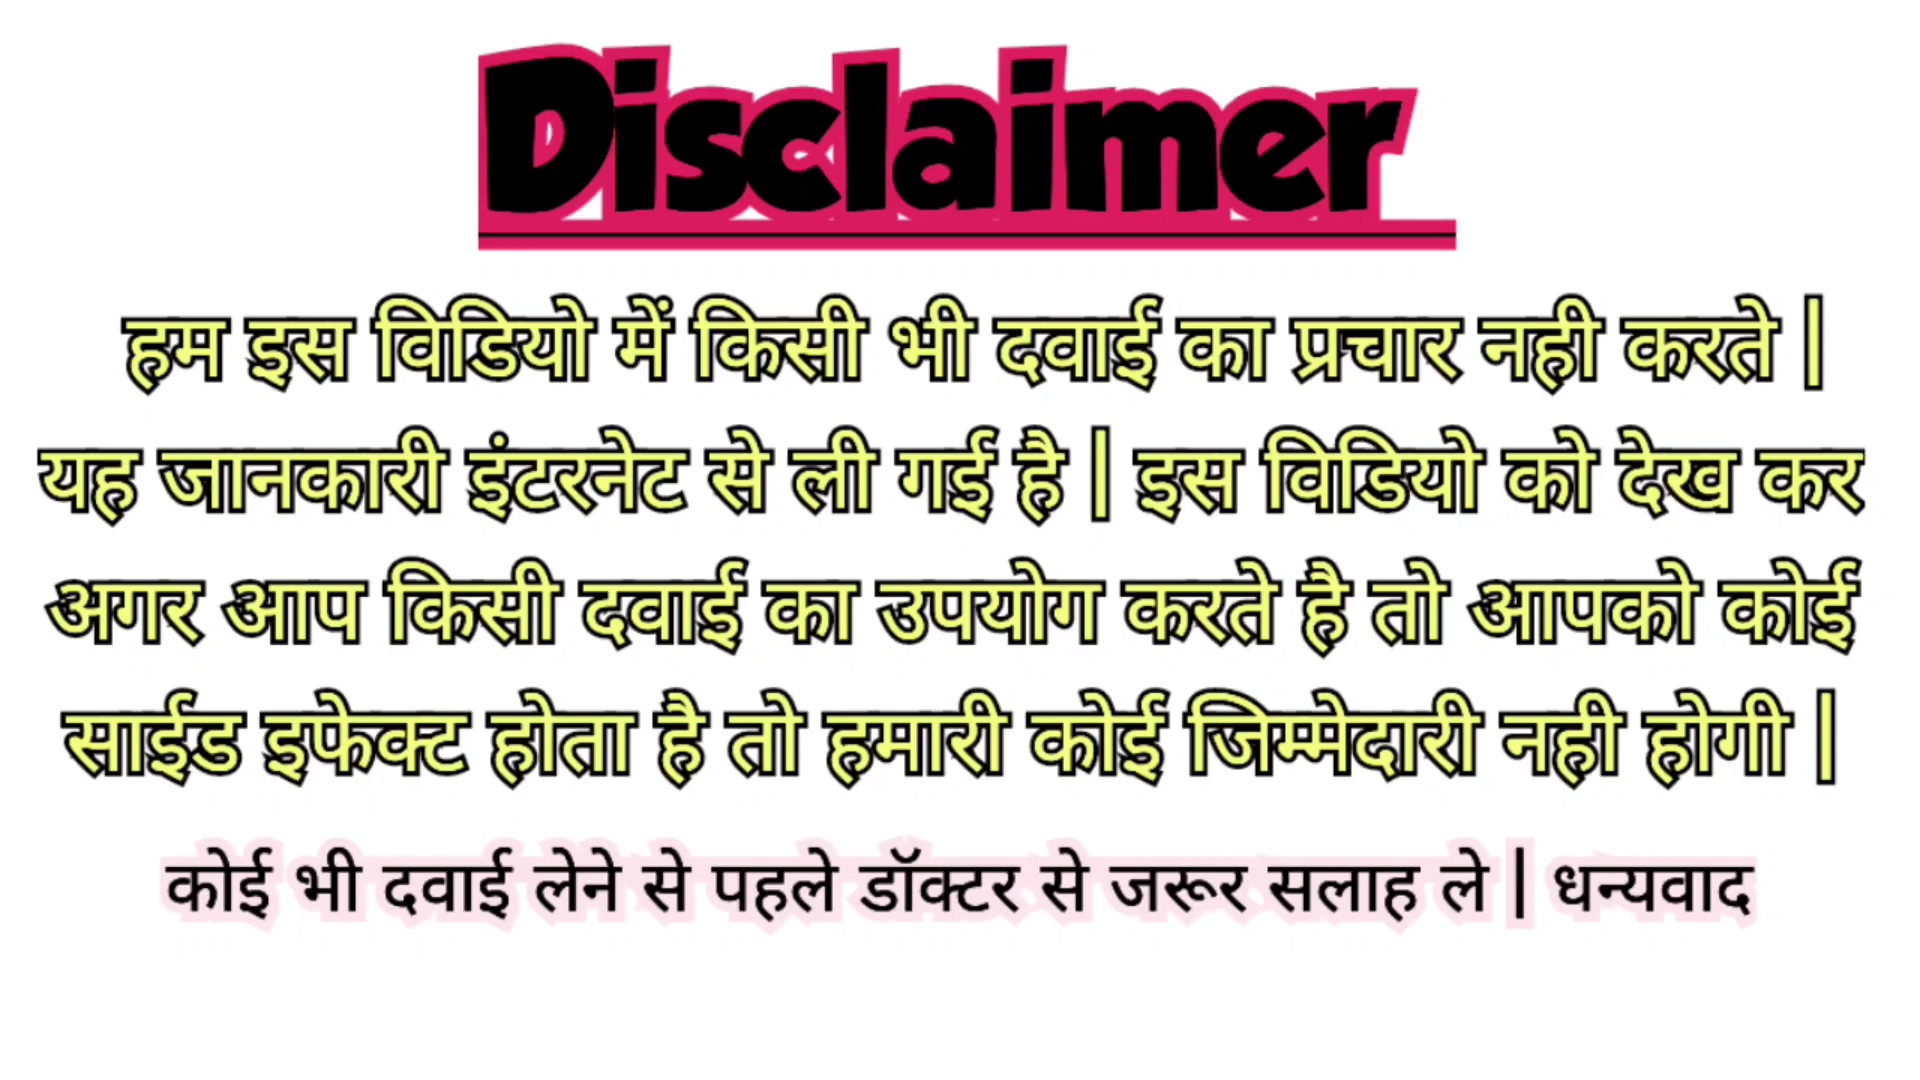 Disclaimer
हम इस विडियो में किसी भी दवाई का प्रचार नही करते |
यह जानकारी इंटरनेट से ली गई है | इस विडियो को देख कर
अगर आप किसी दवाई का उपयोग करते है तो आपको कोई
साईड इफेक्ट होता है तो हमारी कोई जिम्मेदारी नही होगी |
कोई भी दवाई लेने से पहले डॉक्टर से जरूर सलाह ले | धन्यवाद